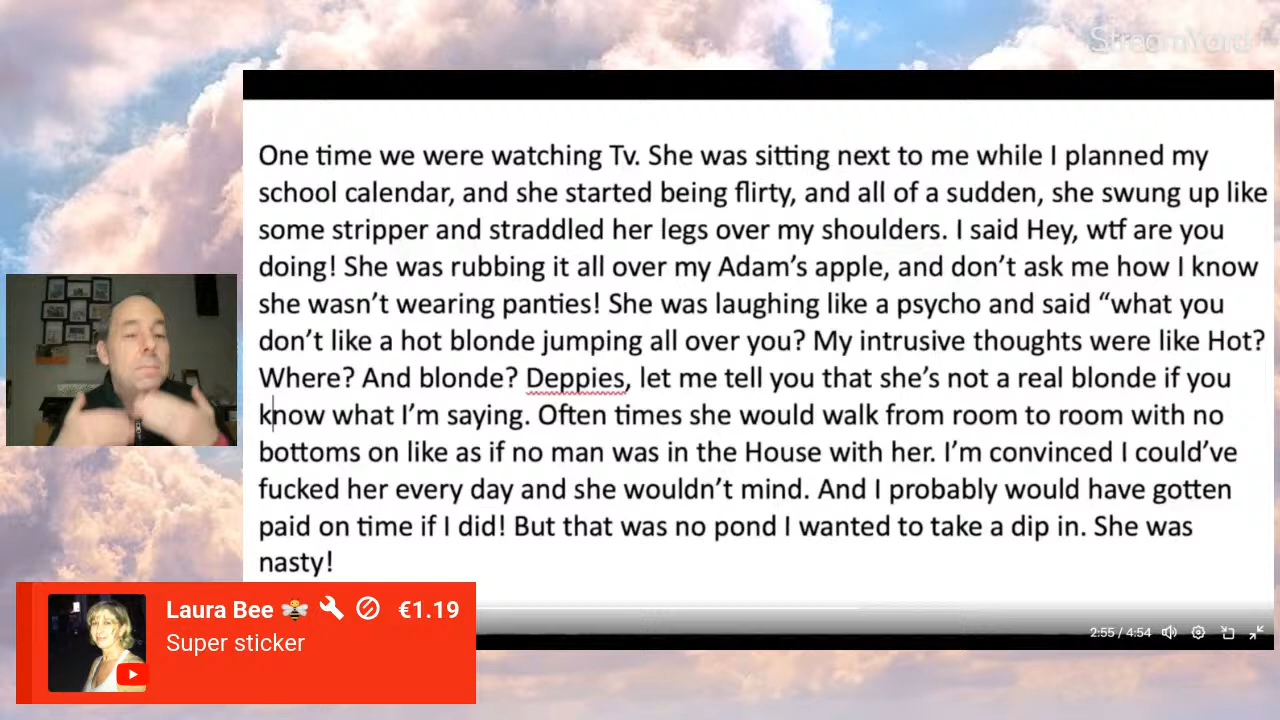 StreamYard
One time we were watching Tv. She was sitting next to me while I planned my
school calendar, and she started being flirty, and all of a sudden, she swung up like
some stripper and straddled her legs over my shoulders. I said Hey, wtf are you
doing! She was rubbing it all over my Adam’s apple, and don’t ask me how I know
she wasn’t wearing panties! She was laughing like a psycho and said “what you
don’t like a hot blonde jumping all over you? My intrusive thoughts were like Hot?
Where? And blonde? Deppies, let me tell you that she’s not a real blonde if you
know what I’m saying. Often times she would walk from room to room with no
bottoms on like as if no man was in the House with her. I’m convinced I could’ve
fucked her every day and she wouldn’t mind. And I probably would have gotten
paid on time if I did! But that was no pond I wanted to take a dip in. She was
nasty!
Laura Bee 🐝 €1.19
Super sticker
2:55 / 4:54